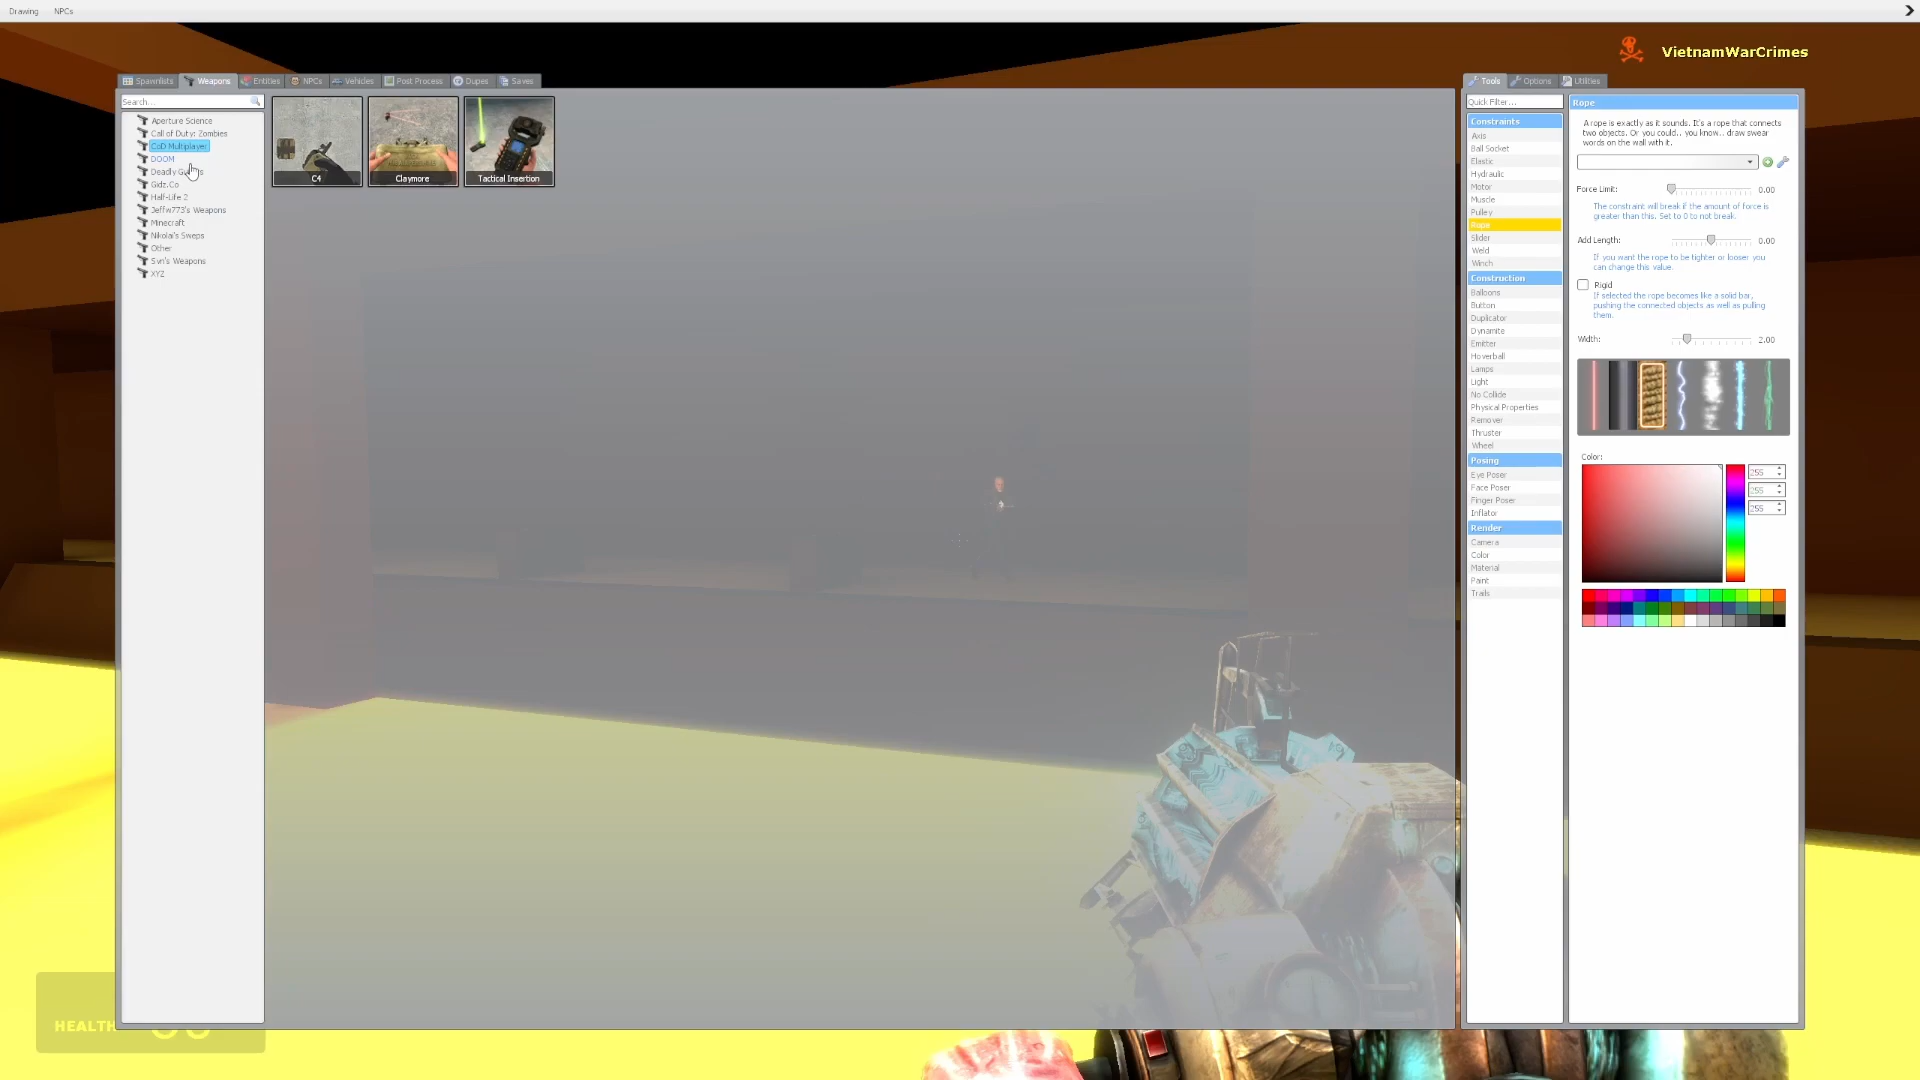 Drawing NPCs
VietnamWarCrimes
Spawnlists Weapons Entities NPCs Vehicles Post Process Dupes Saves
Search...
Aperture Science
Call of Duty: Zombies
CoD Multiplayer
DOOM
Deadly
Gidz.Co
Half-Life 2
Jeffw773's Weapons
Minecraft
Nikolai's Sweps
Other
Svn's Weapons
XYZ
C4
Claymore
Tactical Insertion
HEALTH
Tools Options Utilities
Quick Filter...
Constraints
Axis
Ball Socket
Elastic
Hydraulic
Motor
Muscle
Pulley
Rope
Slider
Weld
Winch
Construction
Balloons
Button
Duplicator
Dynamite
Emitter
Hoverball
Lamps
Light
No Collide
Physical Properties
Remover
Thruster
Wheel
Posing
Eye Poser
Face Poser
Finger Poser
Inflator
Render
Camera
Color
Material
Paint
Trails
Rope
A rope is exactly as it sounds. It's a rope that connects
two objects. Or you could.. you know.. draw swear
words on the wall with it.
Force Limit: 0.00
The constraint will break if the amount of force is
greater than this. Set to 0 to not break.
Add Length: 0.00
If you want the rope to be tighter or looser you
can change this value.
Rigid
If selected the rope becomes like a solid bar,
pushing the connected objects as well as pulling
them.
Width: 2.00
Color:
255
255
255